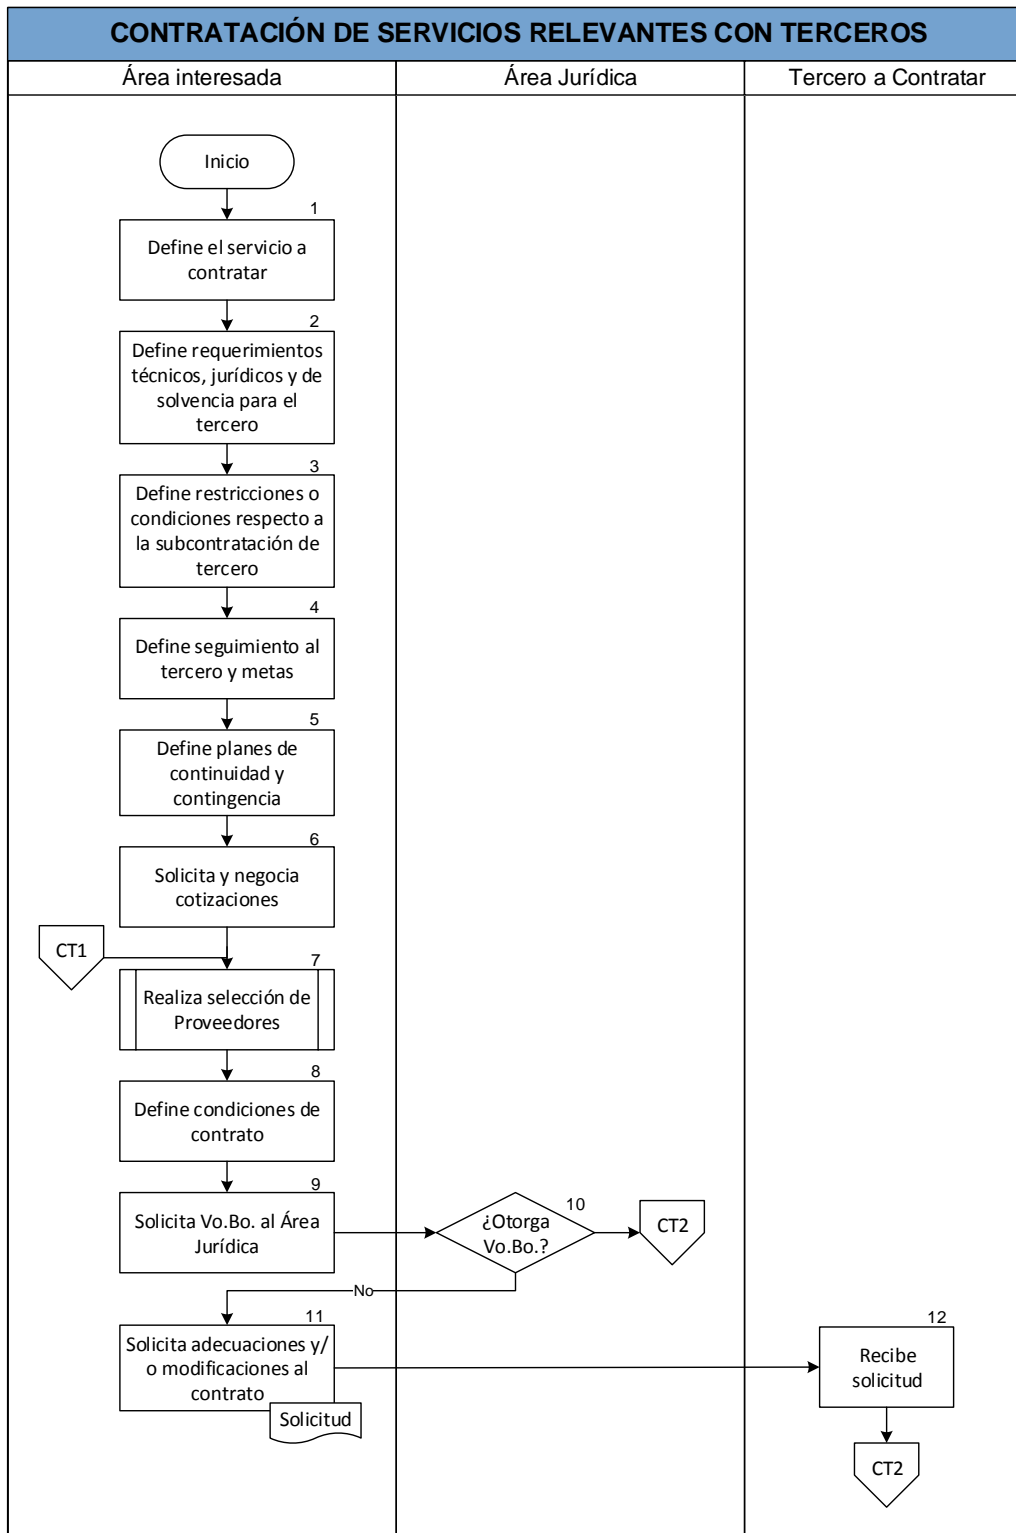 CONTRATACIÓN DE SERVICIOS RELEVANTES CON TERCEROS
Área interesada
Área Jurídica
Tercero a Contratar
Inicio
1
Define el servicio a
contratar
2
Define requerimientos
técnicos, jurídicos y de
solvencia para el
tercero
3
Define restricciones o
condiciones respecto a
la subcontratación de
tercero
4
Define seguimiento al
tercero y metas
5
Define planes de
continuidad y
contingencia
6
Solicita y negocia
cotizaciones
CT1
7
Realiza selección de
Proveedores
8
Define condiciones de
contrato
9
Solicita Vo.Bo. al Área
Jurídica
10
¿Otorga
Vo.Bo.?
CT2
No
11
Solicita adecuaciones y/
o modificaciones al
contrato
Solicitud
12
Recibe
solicitud
CT2